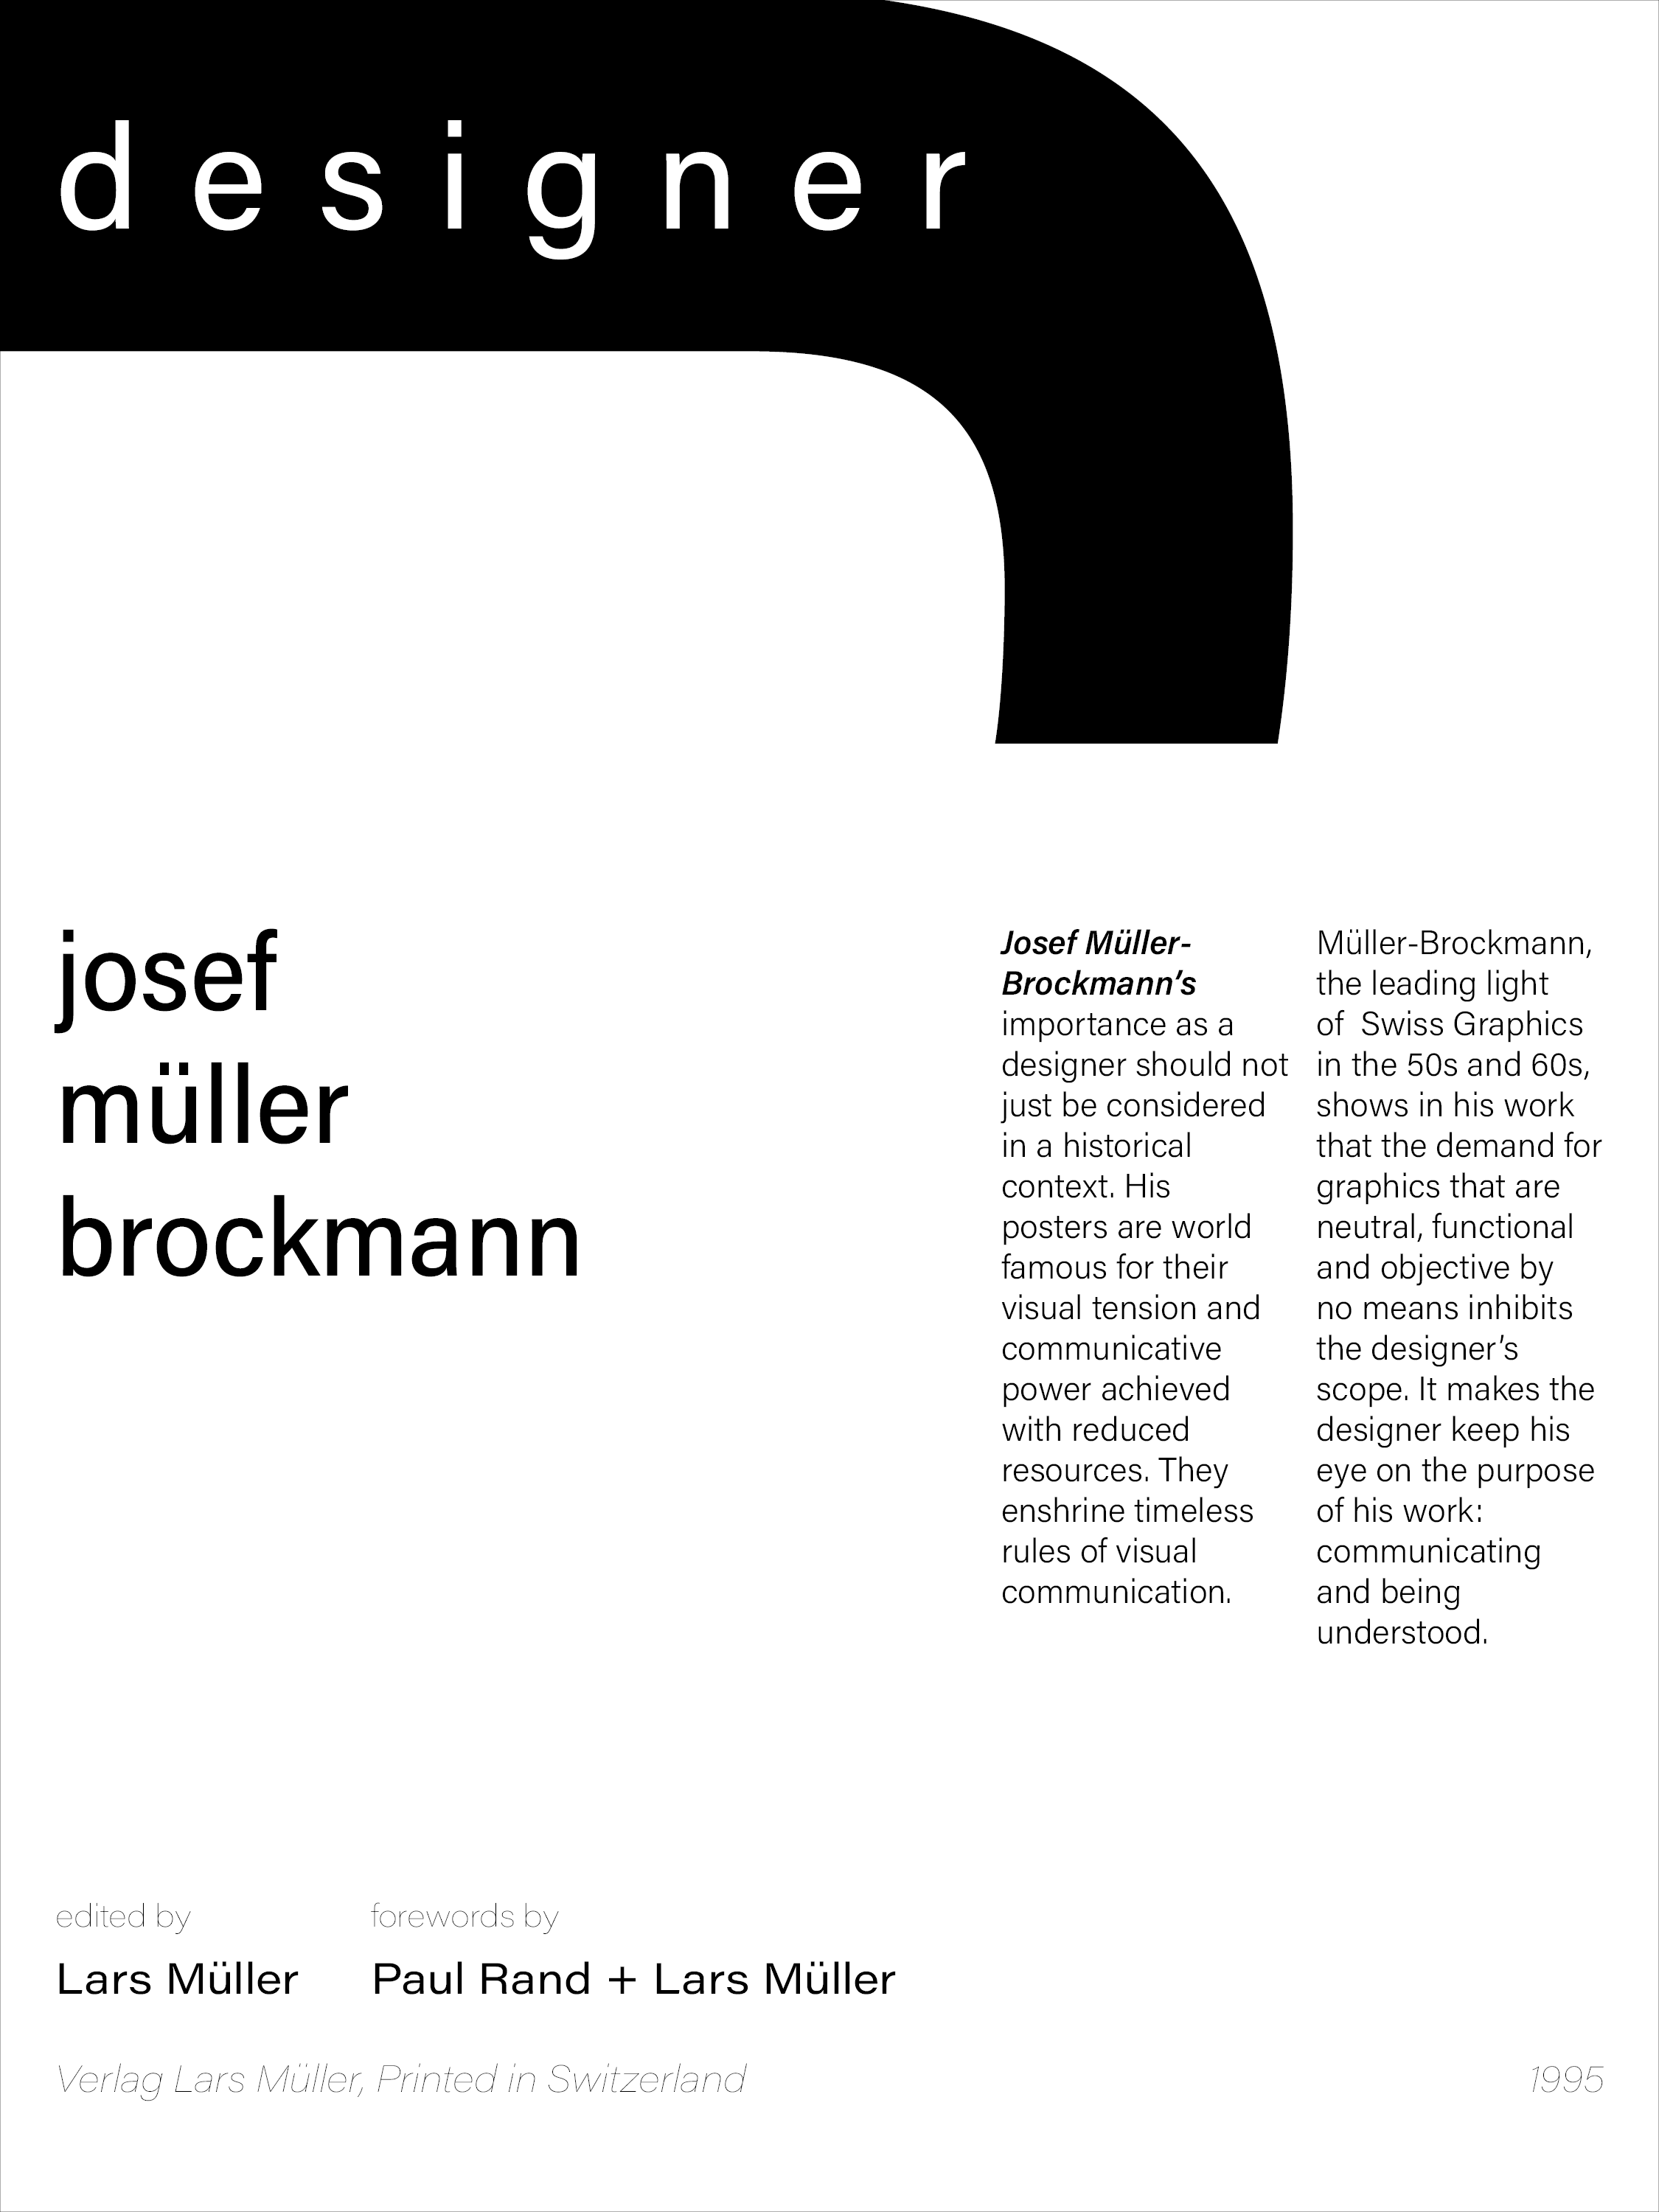 designer
josef
müller
brockmann
Josef Müller-
Brockmann’s
importance as a
designer should not
just be considered
in a historical
context. His
posters are world
famous for their
visual tension and
communicative
power achieved
with reduced
resources. They
enshrine timeless
rules of visual
communication.
Müller-Brockmann,
the leading light
of  Swiss Graphics
in the 50s and 60s,
shows in his work
that the demand for
graphics that are
neutral, functional
and objective by
no means inhibits
the designer’s
scope. It makes the
designer keep his
eye on the purpose
of his work:
communicating
and being
understood.
edited by
Lars Müller
forewords by
Paul Rand + Lars Müller
Verlag Lars Müller, Printed in Switzerland
1995